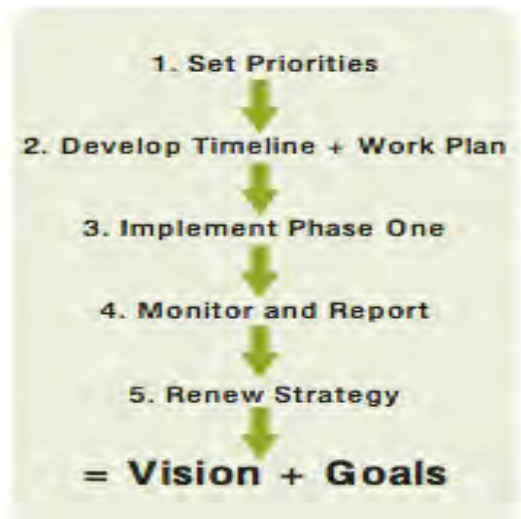 1. Set Priorities
2. Develop Timeline + Work Plan
3. Implement Phase One
4. Monitor and Report
5. Renew Strategy
= Vision + Goals